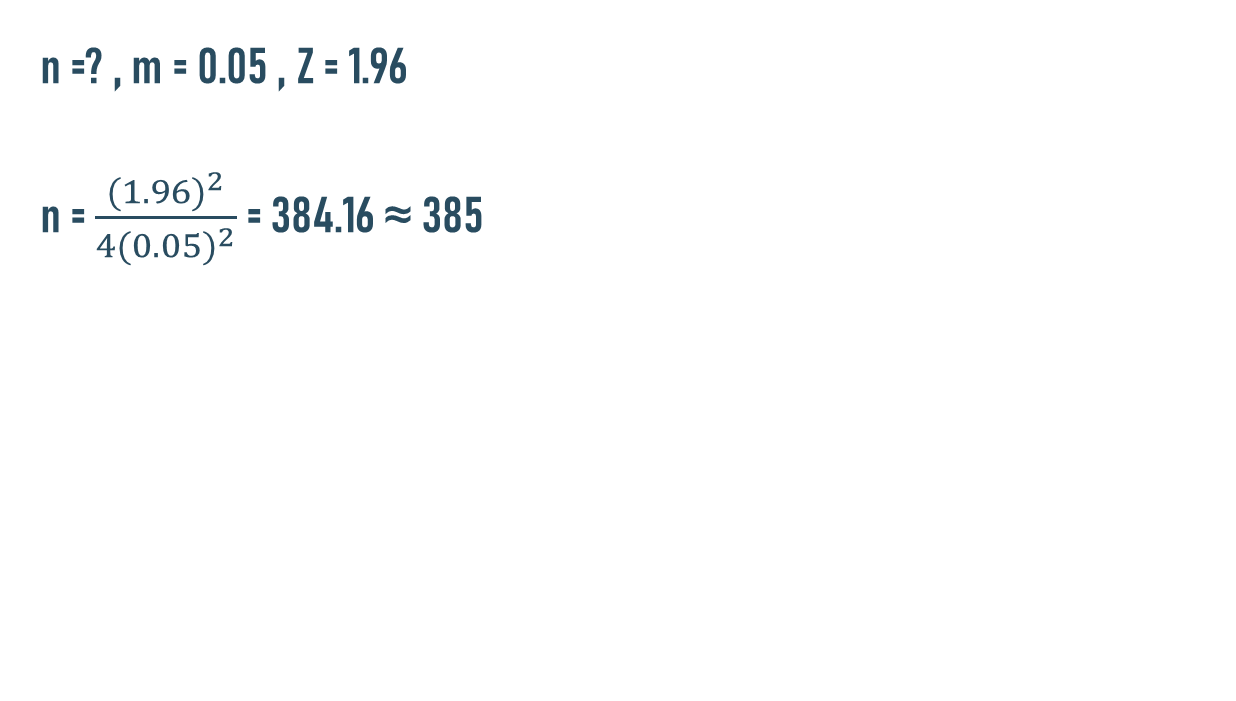 n =? , m = 0.05 , Z = 1.96
n = (1.96)² / 4(0.05)² = 384.16 ≈ 385